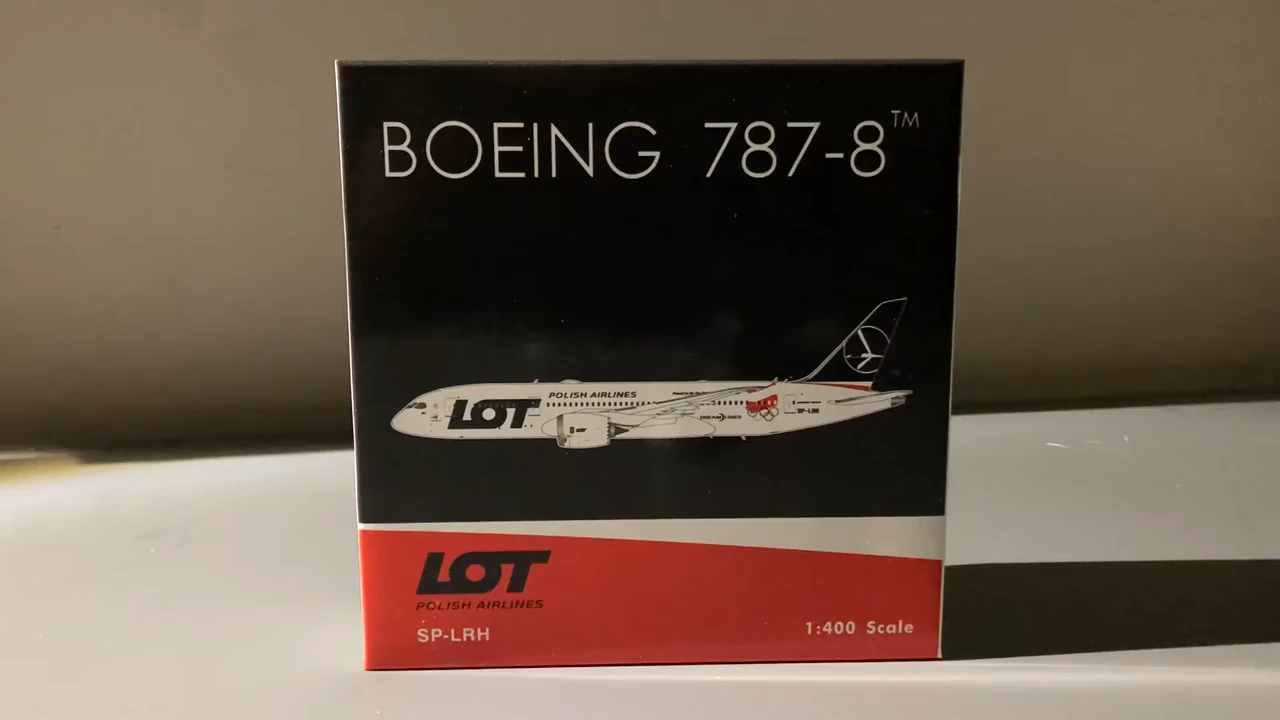 BOEING 787-8™
LOT
POLISH AIRLINES
SP-LRH
LOT
POLISH AIRLINES
SP-LRH
1:400 Scale